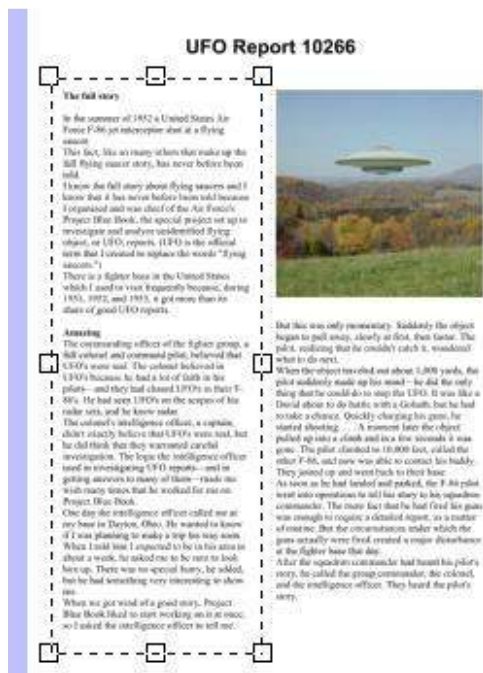 UFO Report 10266
The full story
In the summer of 1952 a United States Air
Force F-86 jet interceptor shot at a flying
saucer.
This fact, like so many others that make up the
full flying saucer story, has never before been
told.
I know the full story about flying saucers and I
know that it has never before been told because
I organized and was chief of the Air Force's
Project Blue Book, the special project set up to
investigate and analyze unidentified flying
object, or UFO, reports. (UFO is the official
term that I created to replace the words "flying
saucers.")
There is a fighter base in the United States
which I used to visit frequently because, during
1951, 1952, and 1953, it got more than its
share of good UFO reports.
Amazing
The commanding officer of the fighter group, a
full colonel and command pilot, believed that
UFO's were real. The colonel believed in
UFO's because he had a lot of faith in his
pilots—and they had chased UFO's in their F-
86's. He had seen UFO's on the scopes of his
radar sets, and he knew radar.
The colonel's intelligence officer, a captain,
didn't exactly believe that UFO's were real, but
he did think that they warranted careful
investigation. The logic the intelligence officer
used in investigating UFO reports—and in
getting answers to many of them—made me
wish many times that he worked for me on
Project Blue Book.
One day the intelligence officer called me at
my base in Dayton, Ohio. He wanted to know
if I was planning to make a trip his way soon.
When I told him I expected to be in his area in
about a week, he asked me to be sure to look
him up. There was no special hurry, he added,
but he had something very interesting to show
me.
When we got wind of a good story, Project
Blue Book liked to start working on it at once,
so I asked the intelligence officer to tell me
But this was only momentary. Suddenly the object
began to pull away, slowly at first, then faster. The
pilot, realizing that he couldn't catch it, wondered
what to do next.
When the object traveled out about 1,000 yards, the
pilot suddenly made up his mind—he did the only
thing that he could do to stop the UFO. It was like a
David about to do battle with a Goliath, but he had
to take a chance. Quickly charging his guns, he
started shooting. . . . A moment later the object
pulled up into a climb and in a few seconds it was
gone. The pilot climbed to 10,000 feet, called the
other F-86, and now was able to contact his buddy.
They joined up and went back to their base.
As soon as he had landed and parked, the F-86 pilot
went into operations to tell his story to his squadron
commander. The mere fact that he had fired his guns
was enough to require a detailed report, as a matter
of routine. But the circumstances under which the
guns actually were fired created a major disturbance
at the fighter base that day.
After the squadron commander had heard his pilot's
story, he called the group commander, the colonel,
and the intelligence officer. They heard the pilot's
story.